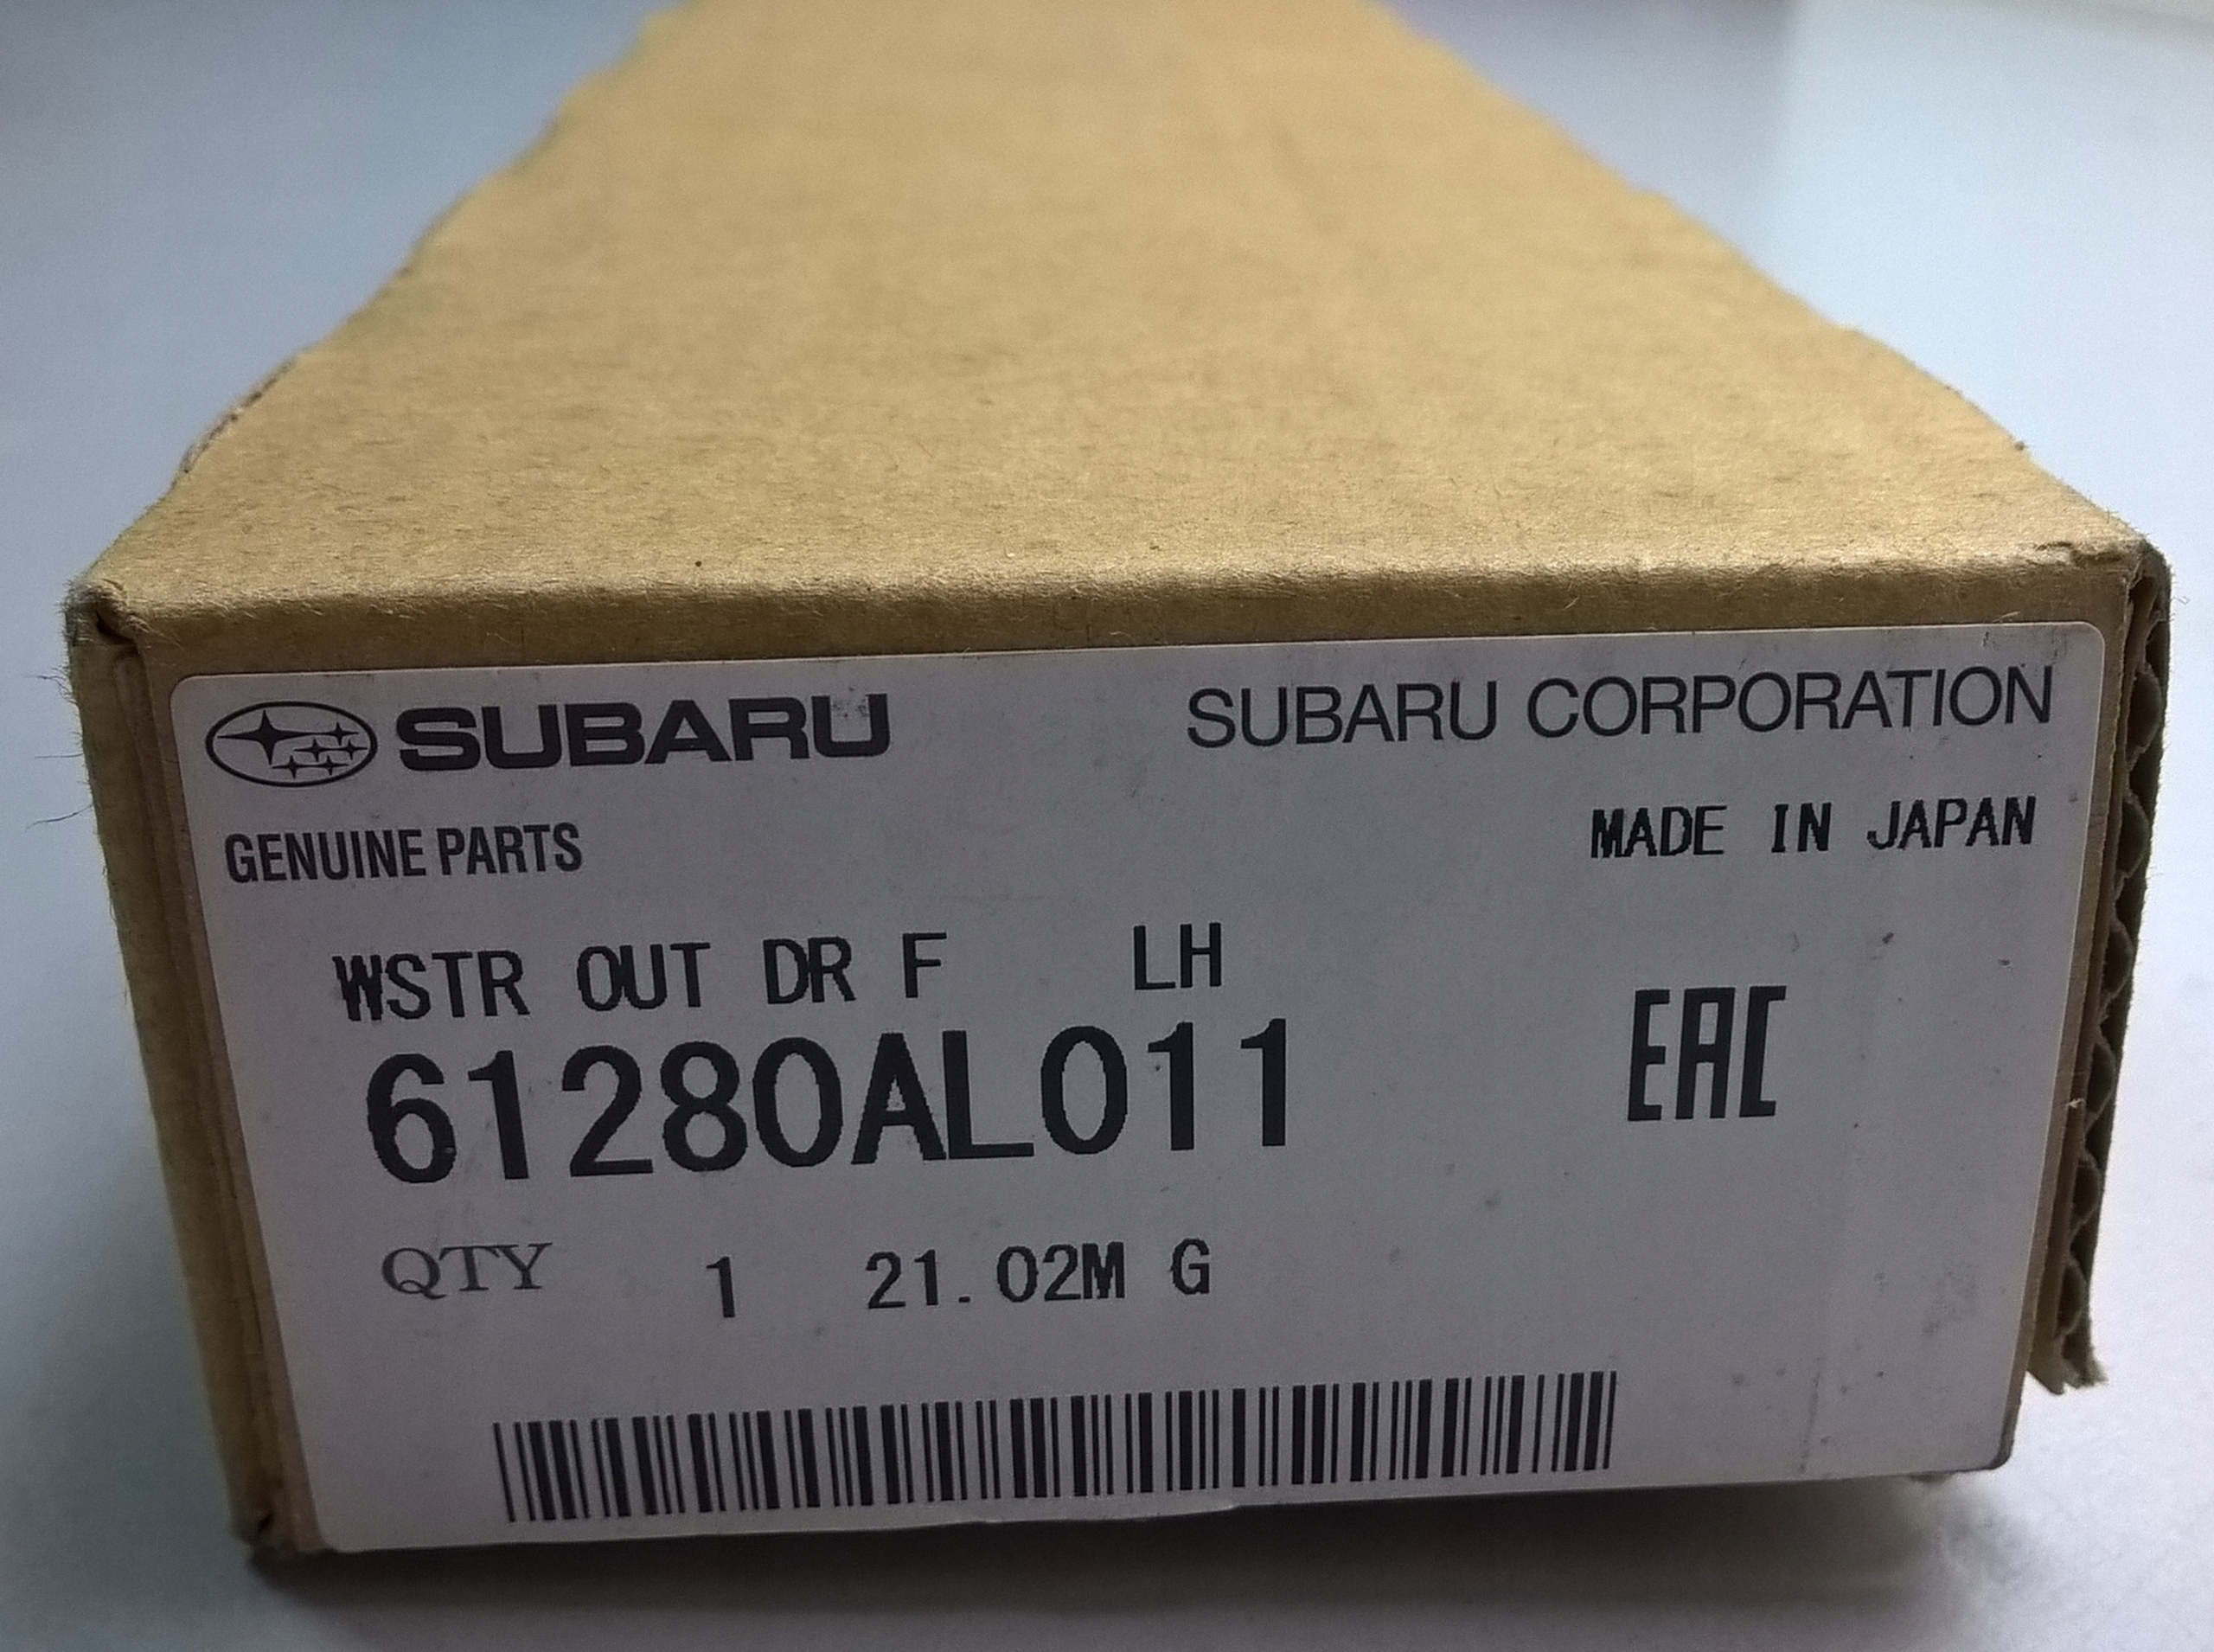 SUBARU SUBARU CORPORATION
GENUINE PARTS MADE IN JAPAN
WSTR OUT DR F LH
61280AL011 EAC
QTY 1 21.02M G